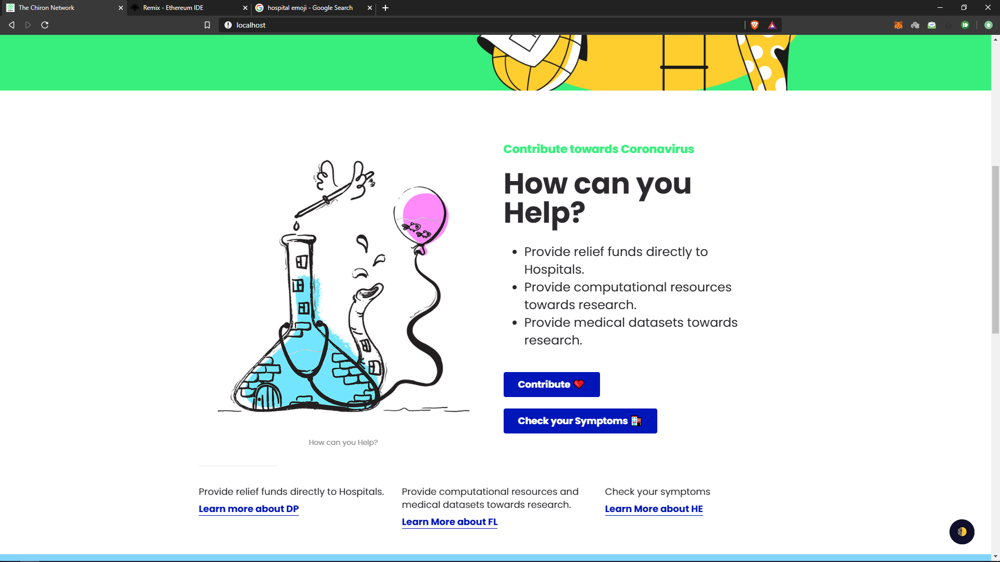 The Chiron Network
Remix - Ethereum IDE
hospital emoji - Google Search
localhost
Contribute towards Coronavirus
How can you
Help?
Provide relief funds directly to
Hospitals.
Provide computational resources
towards research.
Provide medical datasets towards
research.
Contribute ❤️
Check your Symptoms 🏥
How can you Help?
Provide relief funds directly to Hospitals.
Learn more about DP
Provide computational resources and
medical datasets towards research.
Learn More about FL
Check your symptoms
Learn More about HE